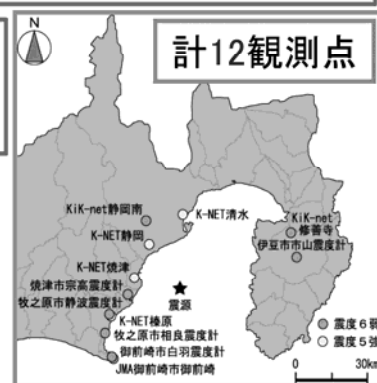 N
計12観測点
KiK-net静岡南
K-NET清水
K-NET静岡
KiK-net
修善寺
伊豆市市山震度計
K-NET焼津
焼津市宗高震度計
震源
牧之原市静波震度計
K-NET榛原
牧之原市相良震度計
御前崎市白羽震度計
JMA御前崎市御前崎
震度6弱
震度5強
0 30km